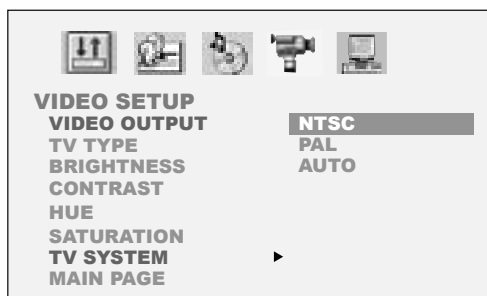 VIDEO SETUP
VIDEO OUTPUT NTSC
TV TYPE PAL
BRIGHTNESS AUTO
CONTRAST
HUE
SATURATION
TV SYSTEM
MAIN PAGE